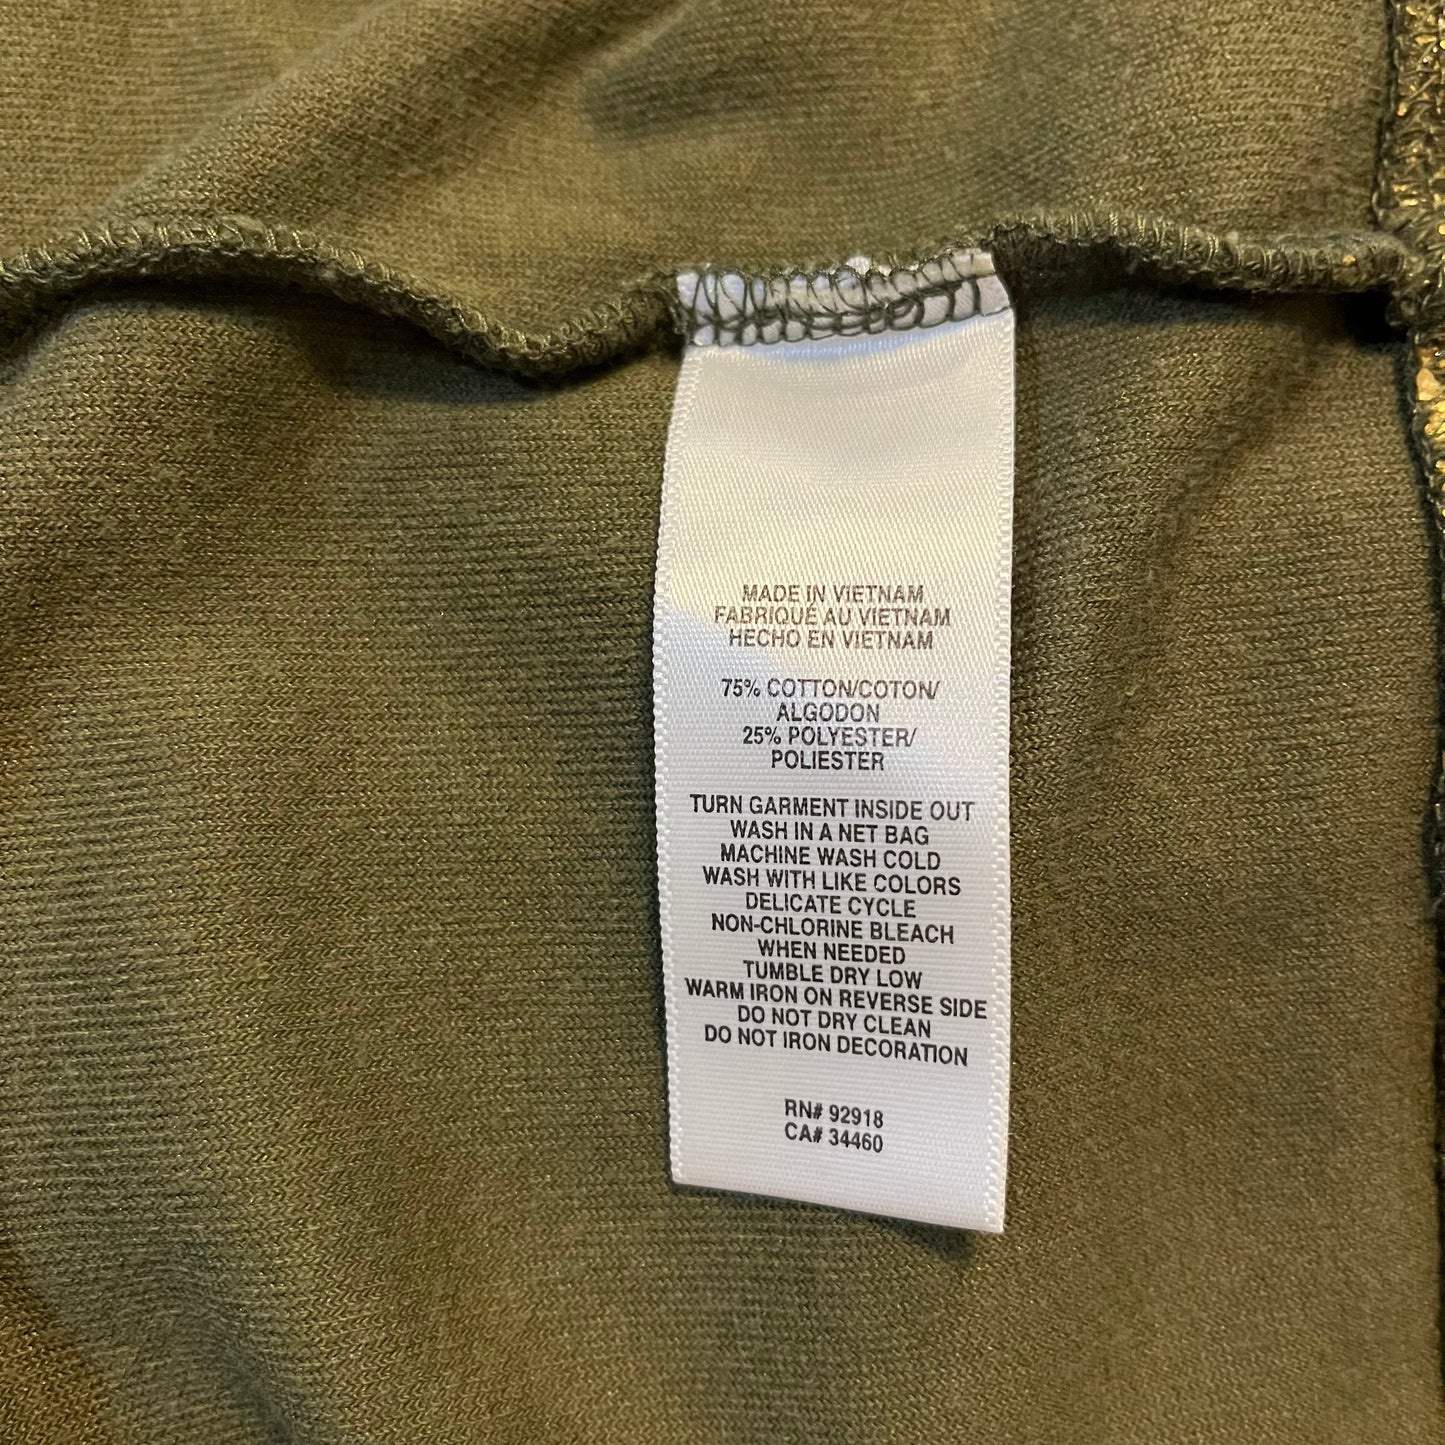 MADE IN VIETNAM
FABRIQUÉ AU VIETNAM
HECHO EN VIETNAM
75% COTTON/COTON/
ALGODON
25% POLYESTER/
POLIESTER
TURN GARMENT INSIDE OUT
WASH IN A NET BAG
MACHINE WASH COLD
WASH WITH LIKE COLORS
DELICATE CYCLE
NON-CHLORINE BLEACH
WHEN NEEDED
TUMBLE DRY LOW
WARM IRON ON REVERSE SIDE
DO NOT DRY CLEAN
DO NOT IRON DECORATION
RN# 92918
CA# 34460